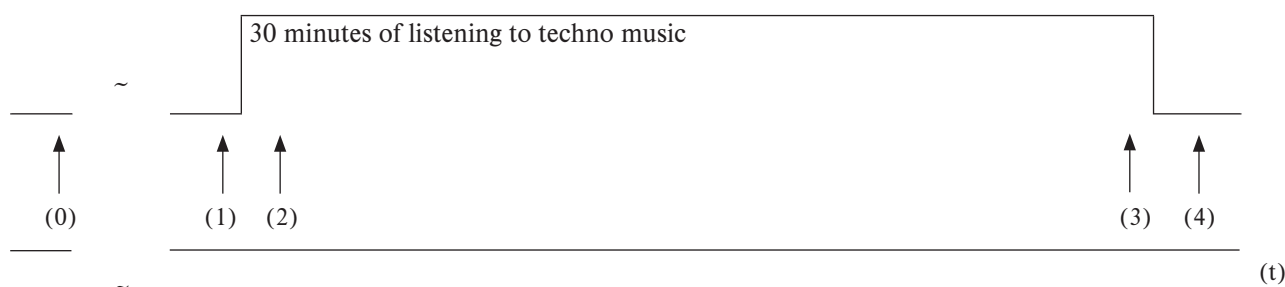 30 minutes of listening to techno music
~
(0) (1) (2) (3) (4)
(t)